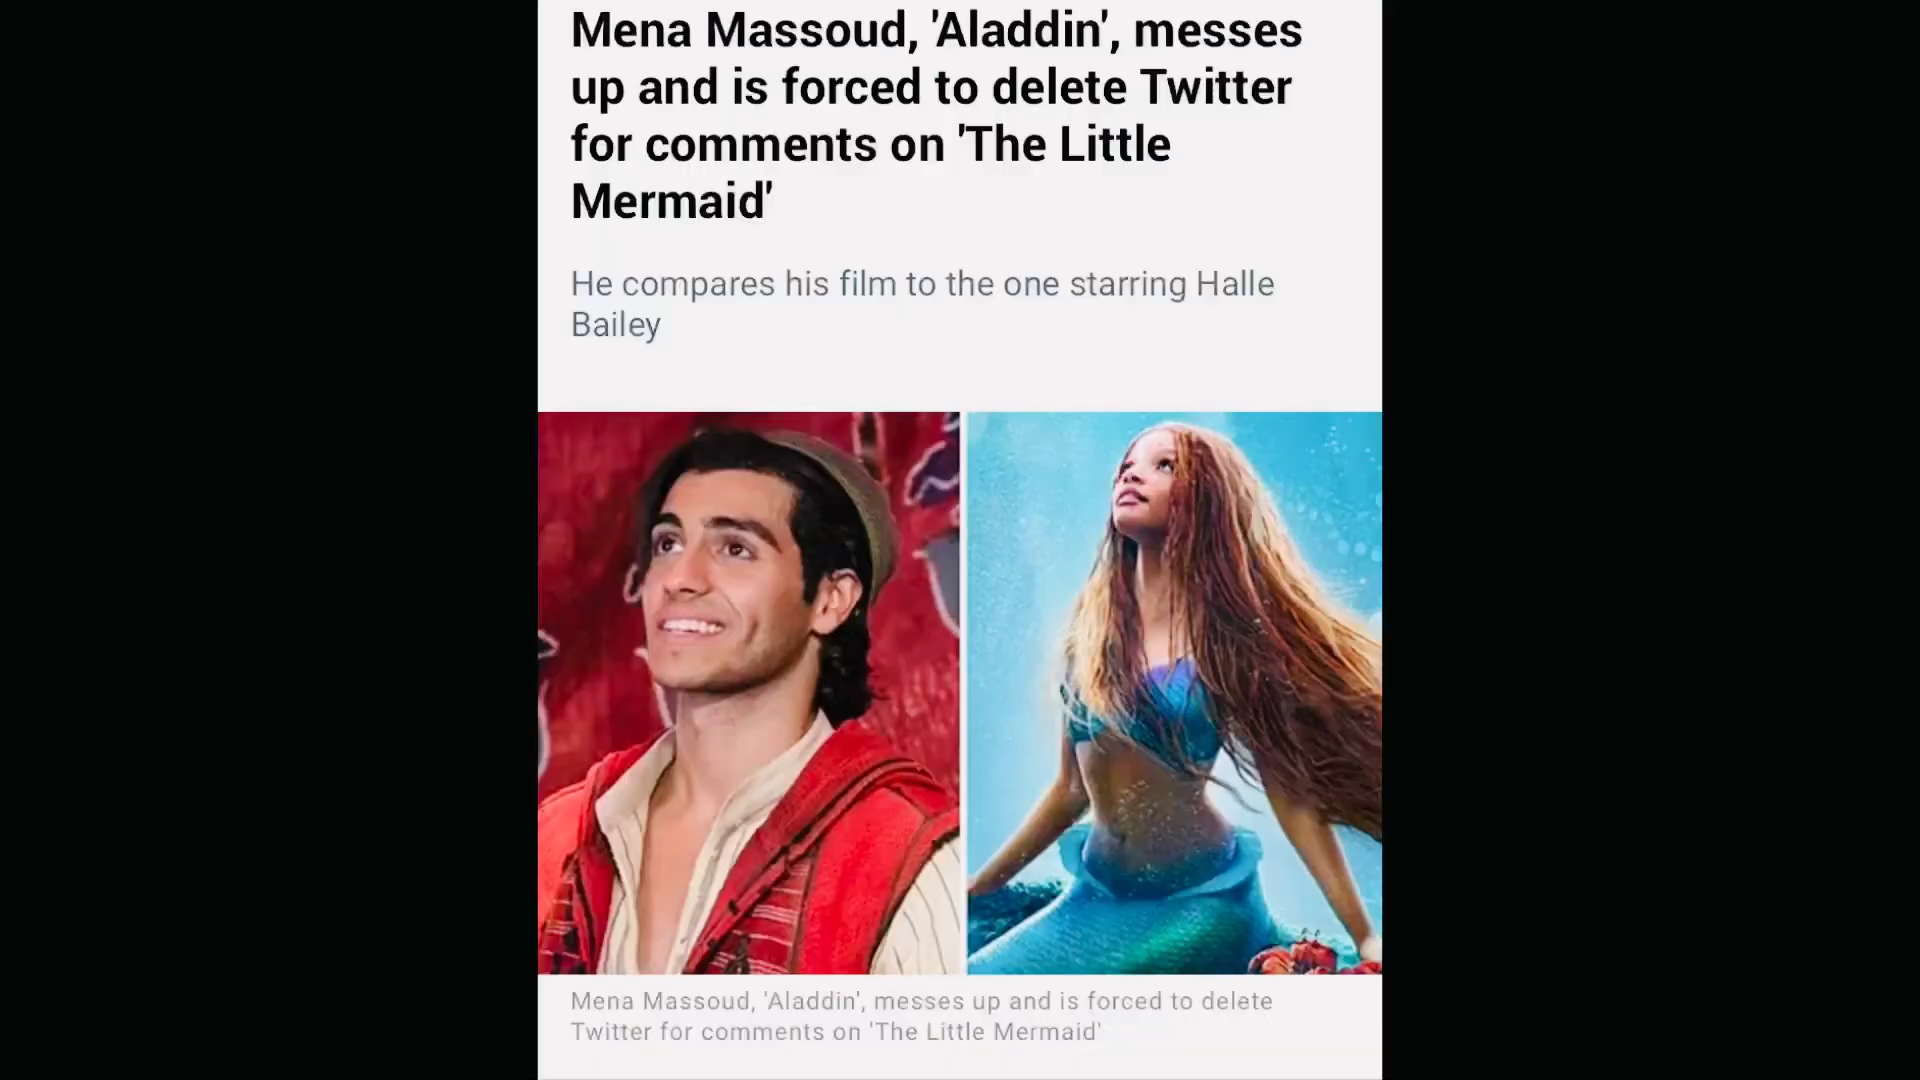 Mena Massoud, 'Aladdin', messes
up and is forced to delete Twitter
for comments on 'The Little
Mermaid'
He compares his film to the one starring Halle
Bailey
Mena Massoud, 'Aladdin', messes up and is forced to delete
Twitter for comments on 'The Little Mermaid'